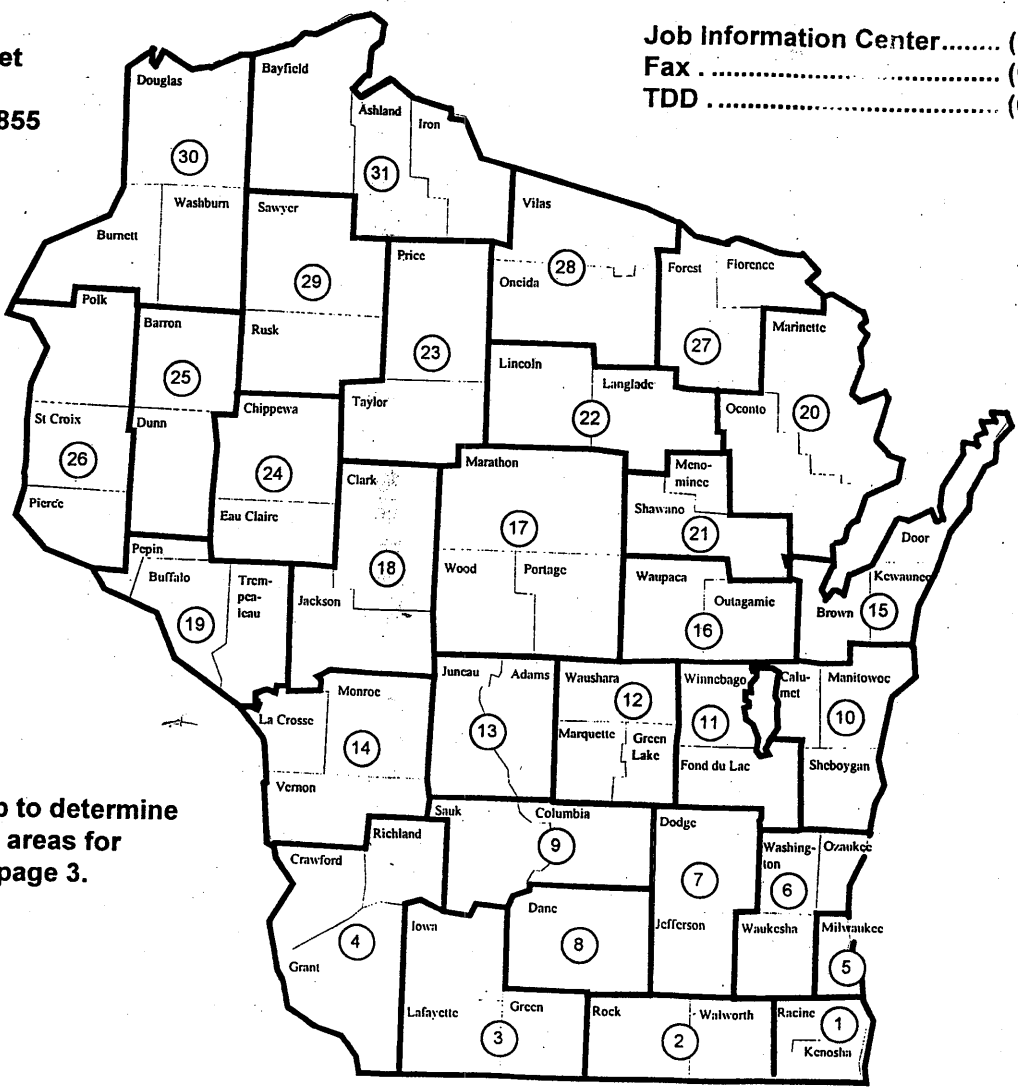 et
855
Job Information Center........ (
Fax . .................................... (
TDD . .................................. (
Douglas
Bayfield
Ashland
Iron
30
31
Washburn
Burnett
Sawyer
Vilas
Price
28
Oneida
Forest
Florence
29
Polk
Barron
Rusk
23
Marinette
27
25
Lincoln
Langlade
Taylor
St Croix
Dunn
Chippewa
22
Oconto
20
26
24
Clark
Marathon
Meno-
minee
Pierce
Eau Claire
Shawano
17
21
Door
Pepin
Buffalo
Trem-
pea-
leau
18
Wood
Portage
Waupaca
Kewaunee
Jackson
Outagamie
Brown
15
19
16
Juneau
Adams
Waushara
Winnebago
Calu-
met
Manitowoc
Monroe
12
La Crosse
11
10
13
Marquette
Green
Lake
14
Fond du Lac
Sheboygan
Vernon
p to determine
areas for
page 3.
Sauk
Columbia
Dodge
Richland
9
Washing-
ton
Ozaukee
Crawford
7
6
Dane
Iowa
Jefferson
Waukesha
Milwaukee
4
8
Grant
5
Lafayette
Green
Rock
Walworth
Racine
1
3
2
Kenosha